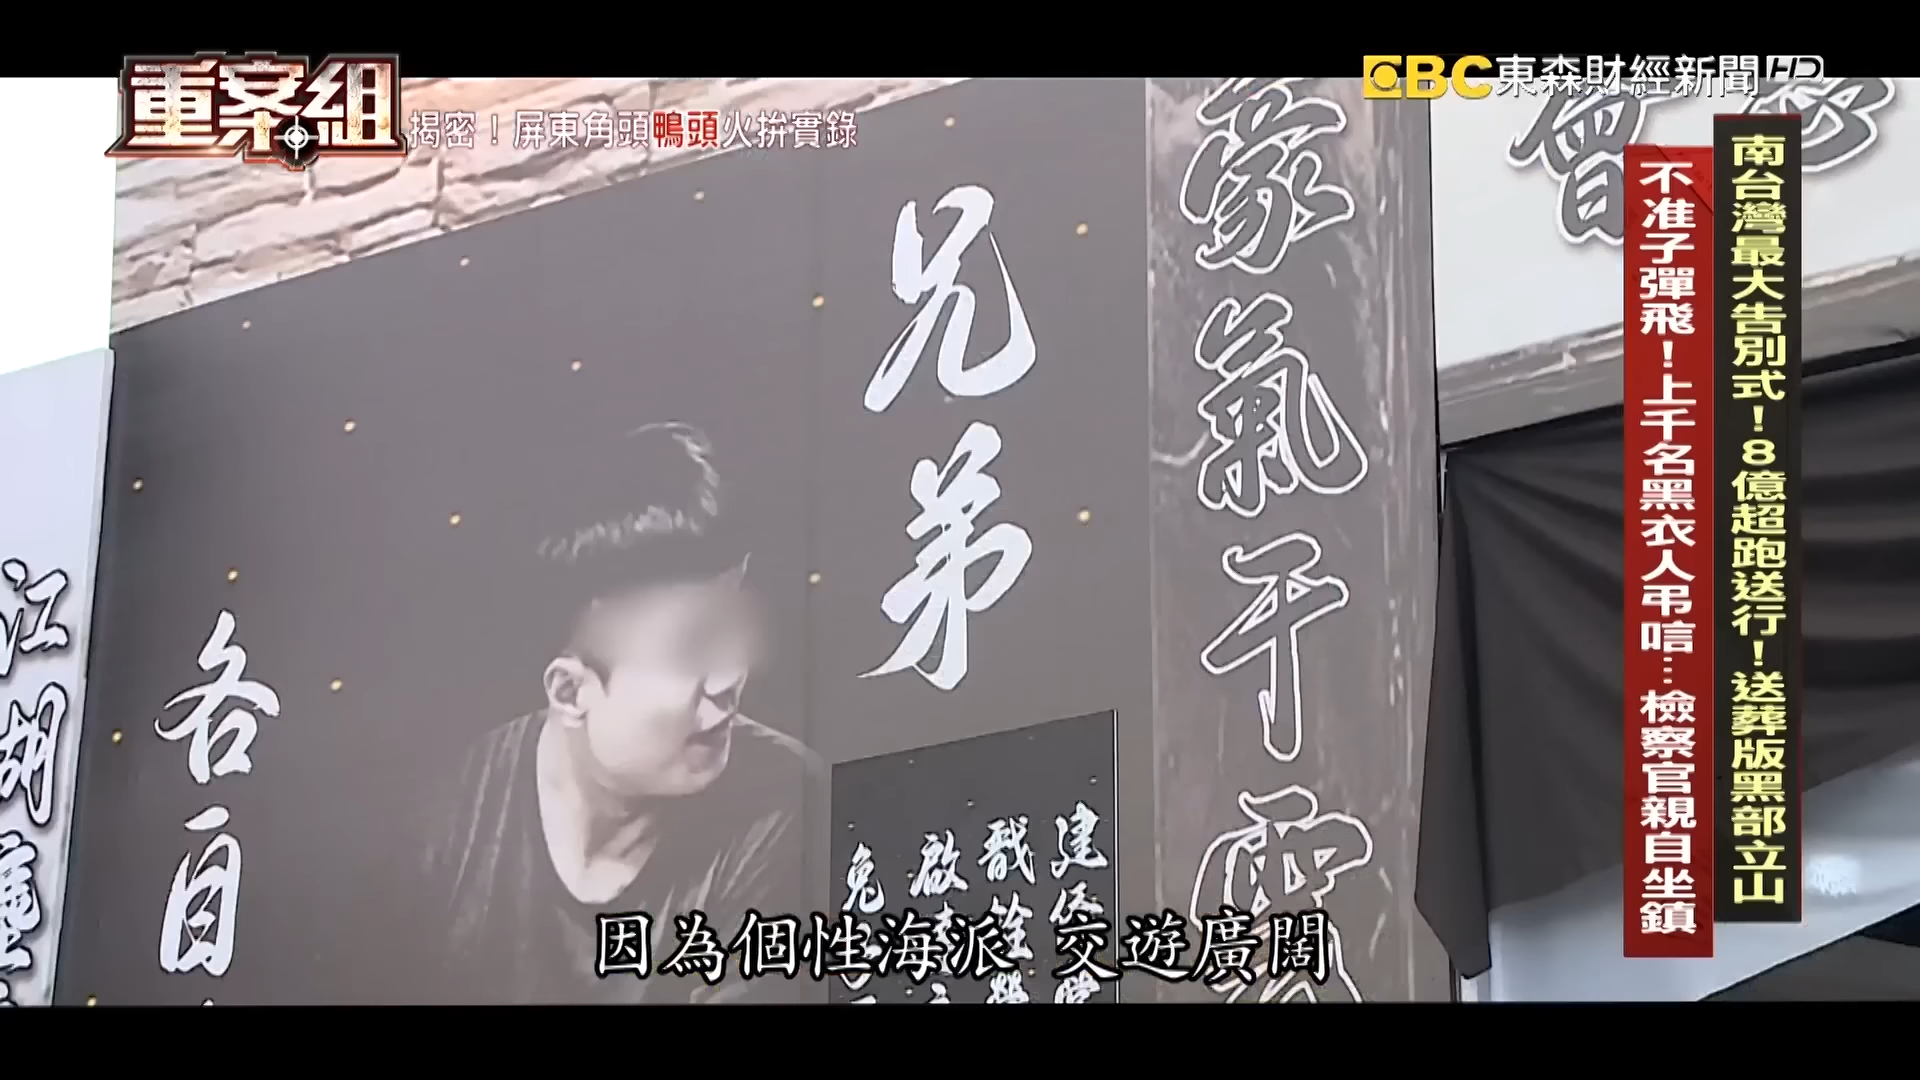 重案組
揭密！屏東角頭鴨頭火拚實錄
EBC東森財經新聞HD
南台灣最大告別式！8億超跑送行！送葬版黑部立山
不准子彈飛！上千名黑衣人弔唁…檢察官親自坐鎮
會
豪氣干雲
兄弟
各自
江湖
因為個性海派 交遊廣闊